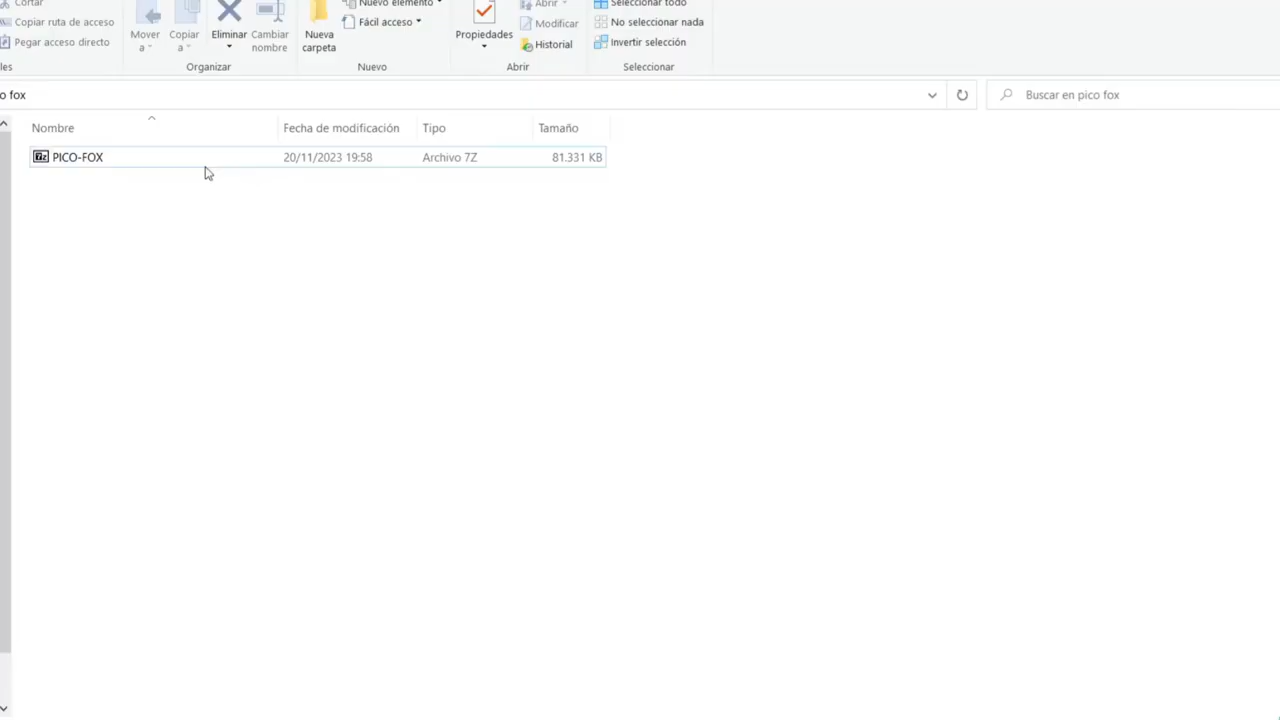 Cortar
Copiar ruta de acceso
Pegar acceso directo
les
Mover
a
Copiar
a
Eliminar
Cambiar
nombre
Organizar
Nueva
carpeta
Nuevo elemento
Fácil acceso
Nuevo
Propiedades
Abrir
Modificar
Historial
Abrir
Seleccionar todo
No seleccionar nada
Invertir selección
Seleccionar
o fox
Buscar en pico fox
Nombre Fecha de modificación Tipo Tamaño
PICO-FOX 20/11/2023 19:58 Archivo 7Z 81.331 KB